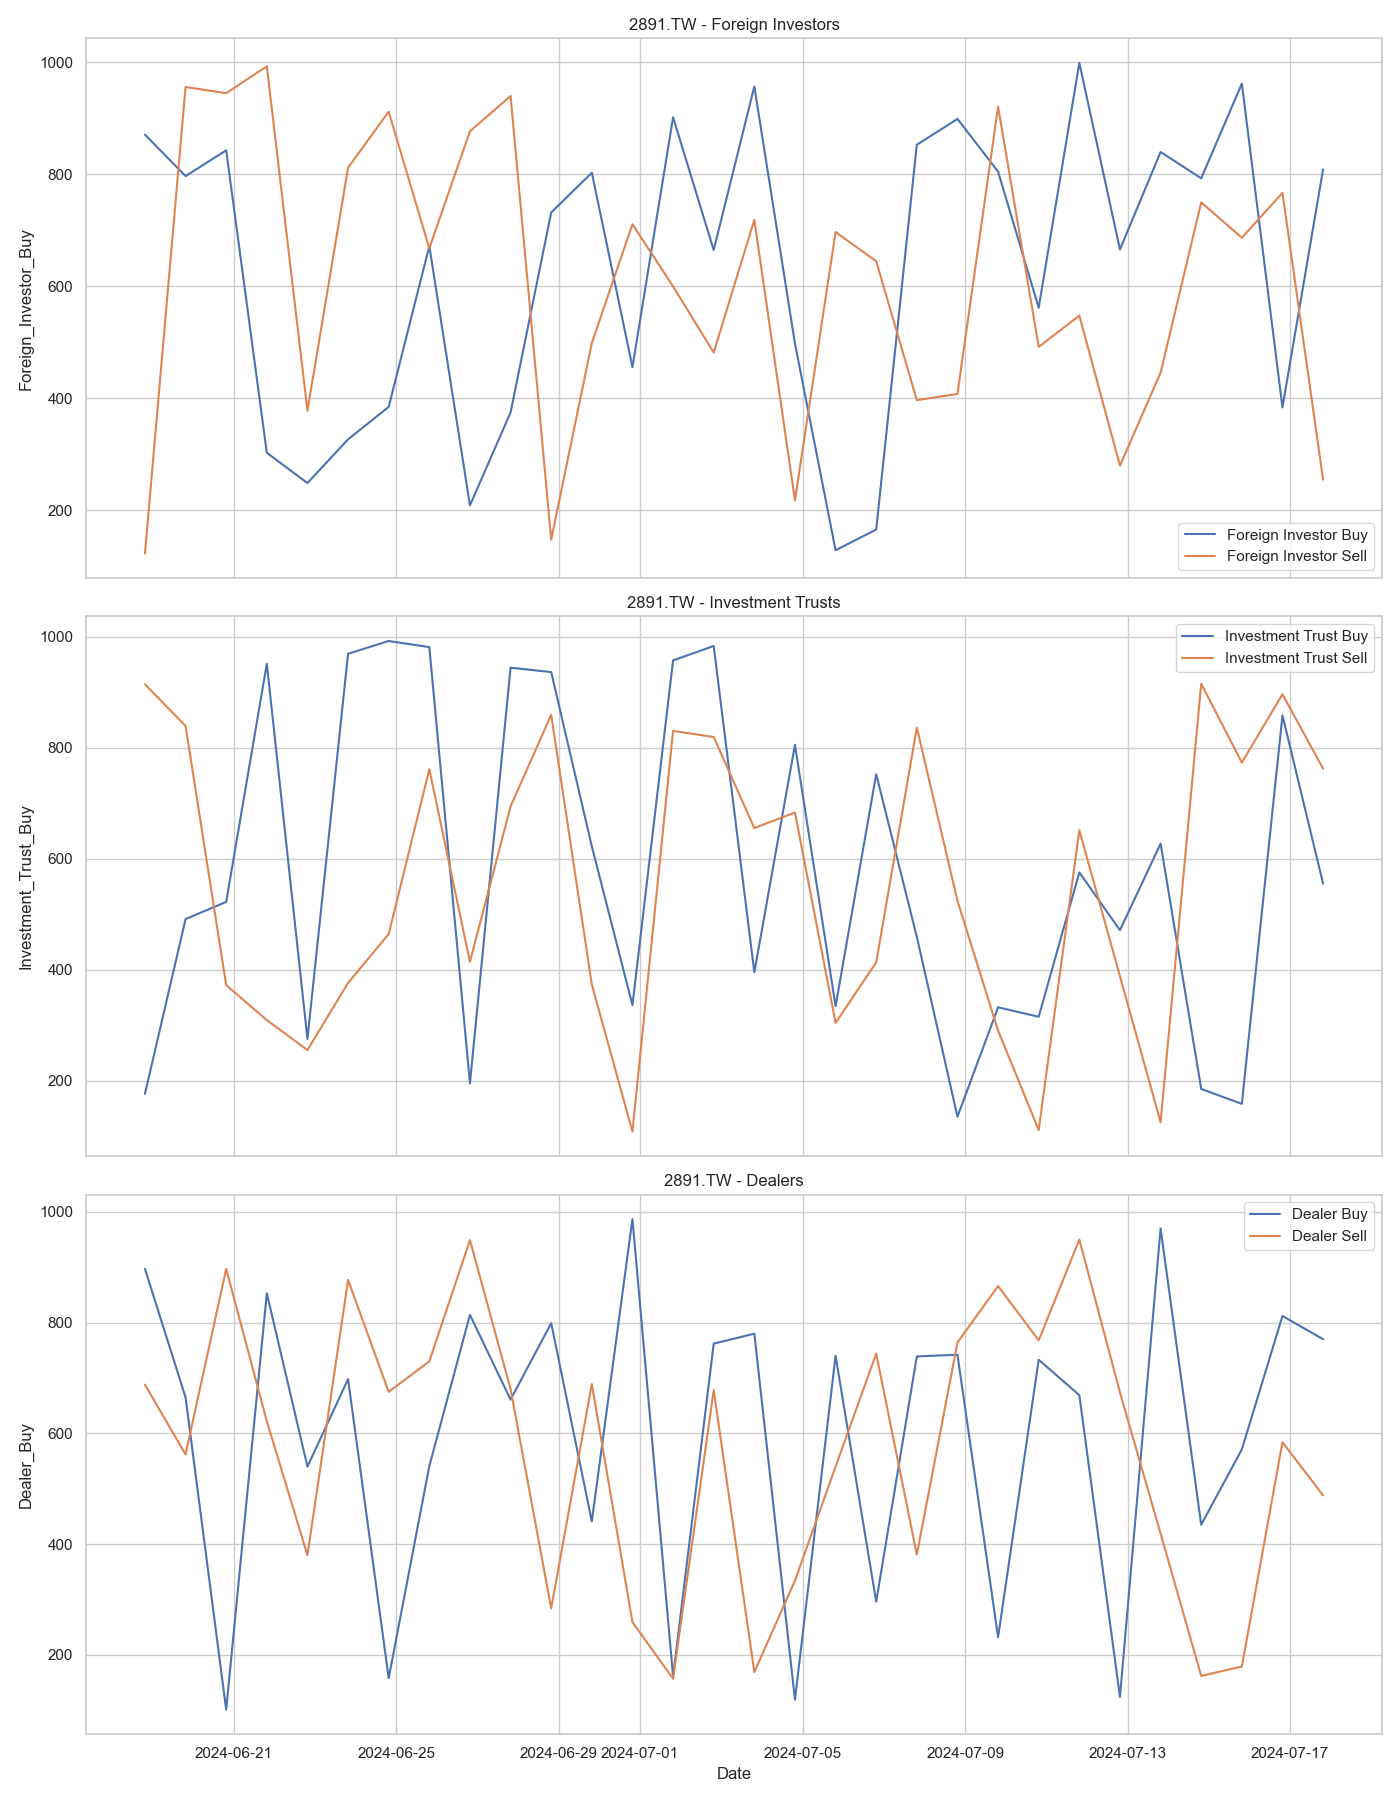 2891.TW - Foreign Investors
Foreign_Investor_Buy
1000
800
600
400
200
Foreign Investor Buy
Foreign Investor Sell
2891.TW - Investment Trusts
Investment_Trust_Buy
1000
800
600
400
200
Investment Trust Buy
Investment Trust Sell
2891.TW - Dealers
Dealer_Buy
1000
800
600
400
200
Dealer Buy
Dealer Sell
2024-06-21 2024-06-25 2024-06-29 2024-07-01 2024-07-05 2024-07-09 2024-07-13 2024-07-17
Date